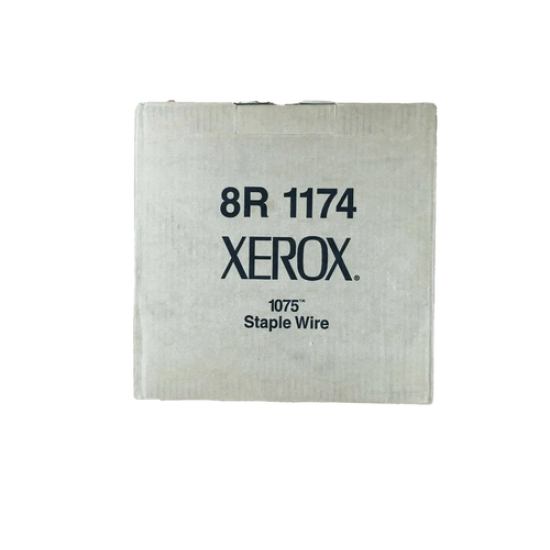 8R 1174
XEROX®
1075™
Staple Wire